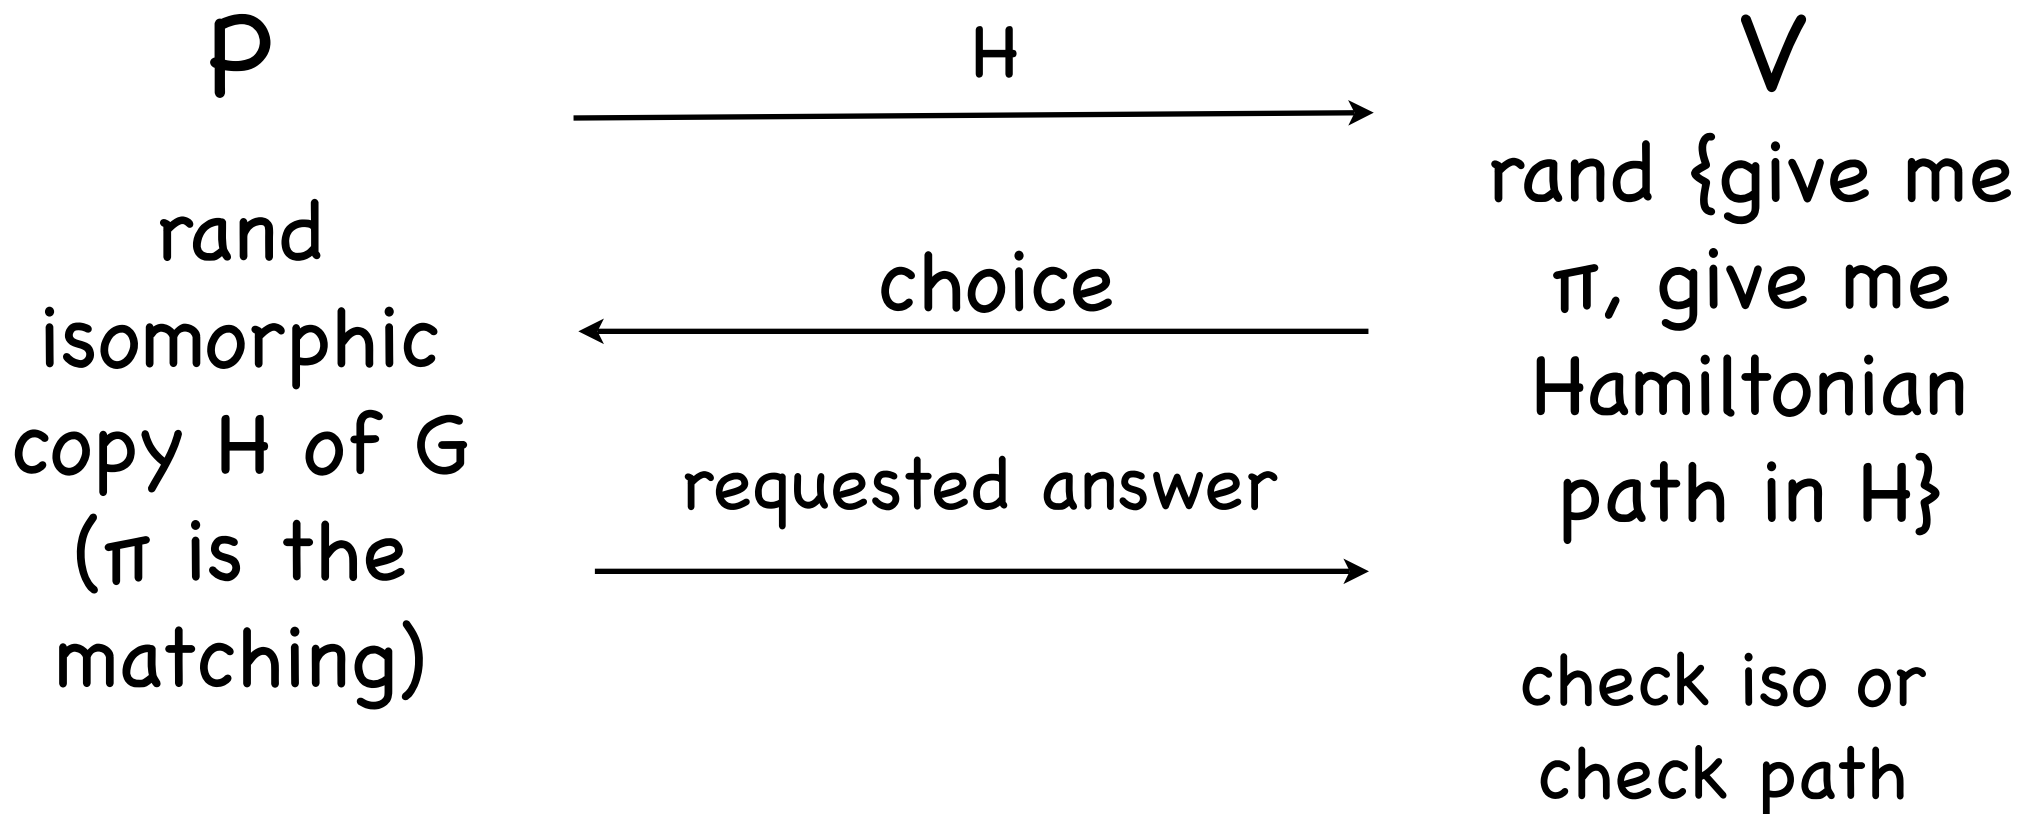 P
H
V
rand
isomorphic
copy H of G
(π is the
matching)
choice
requested answer
rand {give me
π, give me
Hamiltonian
path in H}
check iso or
check path